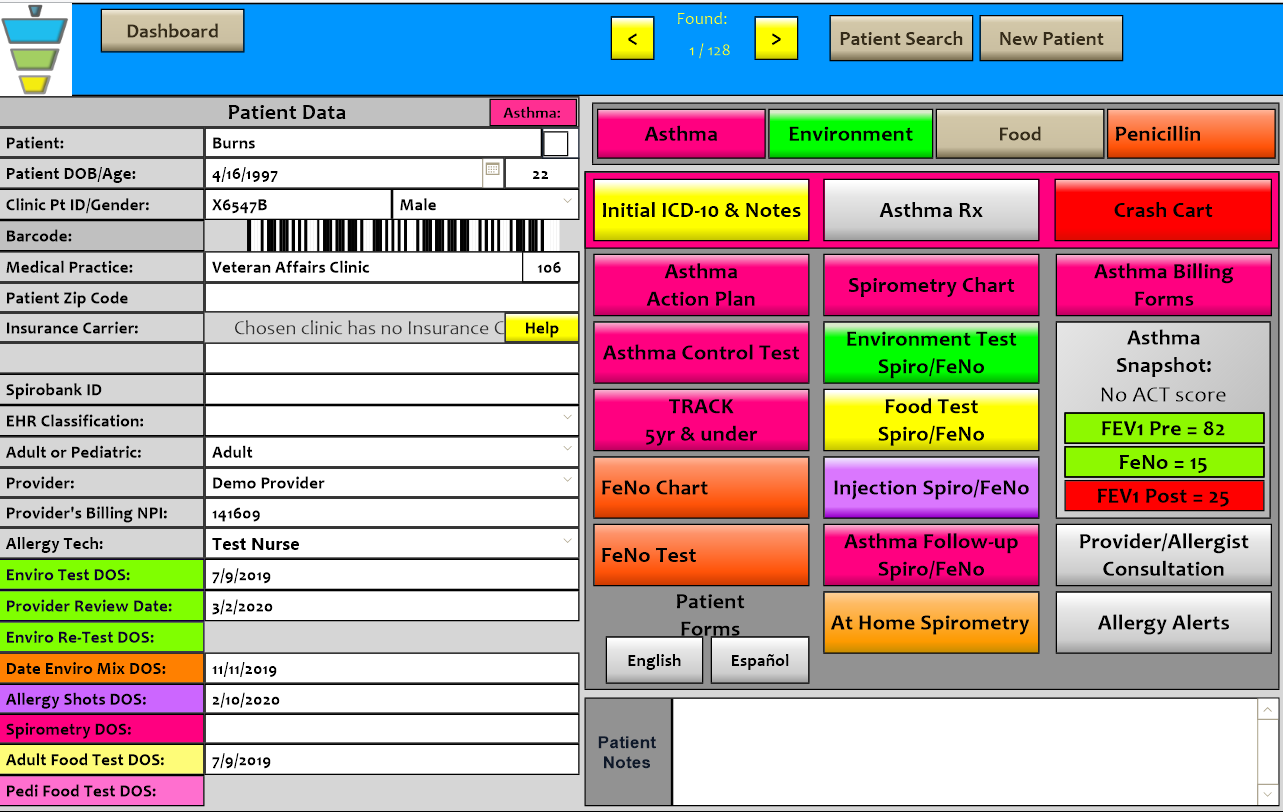 Dashboard
<
Found:
1 / 128
>
Patient Search
New Patient
Patient Data
Asthma:
Patient:
Burns
Patient DOB/Age:
4/16/1997
22
Clinic Pt ID/Gender:
X6547B
Male
Barcode:
Medical Practice:
Veteran Affairs Clinic
106
Patient Zip Code
Insurance Carrier:
Chosen clinic has no Insurance C
Help
Spirobank ID
EHR Classification:
Adult or Pediatric:
Adult
Provider:
Demo Provider
Provider's Billing NPI:
141609
Allergy Tech:
Test Nurse
Enviro Test DOS:
7/9/2019
Provider Review Date:
3/2/2020
Enviro Re-Test DOS:
Date Enviro Mix DOS:
11/11/2019
Allergy Shots DOS:
2/10/2020
Spirometry DOS:
Adult Food Test DOS:
7/9/2019
Pedi Food Test DOS:
Asthma
Environment
Food
Penicillin
Initial ICD-10 & Notes
Asthma Rx
Crash Cart
Asthma
Action Plan
Spirometry Chart
Asthma Billing
Forms
Asthma Control Test
Environment Test
Spiro/FeNo
Asthma
Snapshot:
No ACT score
FEV1 Pre = 82
FeNo = 15
FEV1 Post = 25
TRACK
5yr & under
Food Test
Spiro/FeNo
FeNo Chart
Injection Spiro/FeNo
FeNo Test
Asthma Follow-up
Spiro/FeNo
Provider/Allergist
Consultation
Patient
Forms
English
Español
At Home Spirometry
Allergy Alerts
Patient
Notes